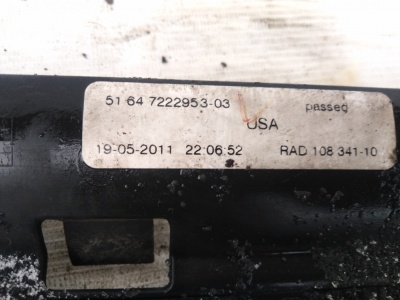 51 64 7222953-03 passed
USA
19-05-2011 22:06:52 RAD 108 341-10